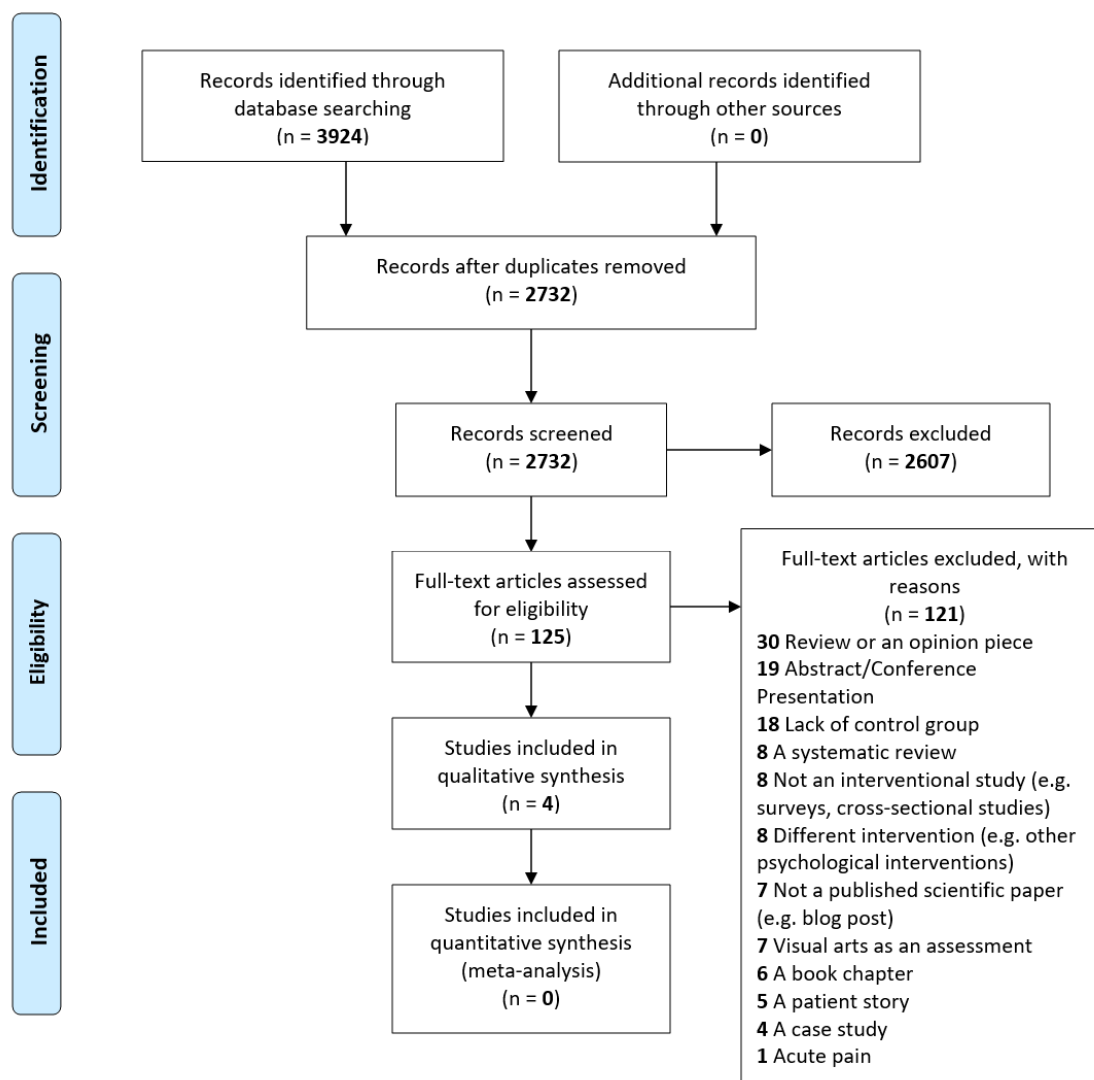 Identification
Records identified through
database searching
(n = 3924)
Additional records identified
through other sources
(n = 0)
Records after duplicates removed
(n = 2732)
Screening
Records screened
(n = 2732)
Records excluded
(n = 2607)
Eligibility
Full-text articles assessed
for eligibility
(n = 125)
Full-text articles excluded, with
reasons
(n = 121)
30 Review or an opinion piece
19 Abstract/Conference
Presentation
18 Lack of control group
8 A systematic review
8 Not an interventional study (e.g.
surveys, cross-sectional studies)
8 Different intervention (e.g. other
psychological interventions)
7 Not a published scientific paper
(e.g. blog post)
7 Visual arts as an assessment
6 A book chapter
5 A patient story
4 A case study
1 Acute pain
Studies included in
qualitative synthesis
(n = 4)
Included
Studies included in
quantitative synthesis
(meta-analysis)
(n = 0)